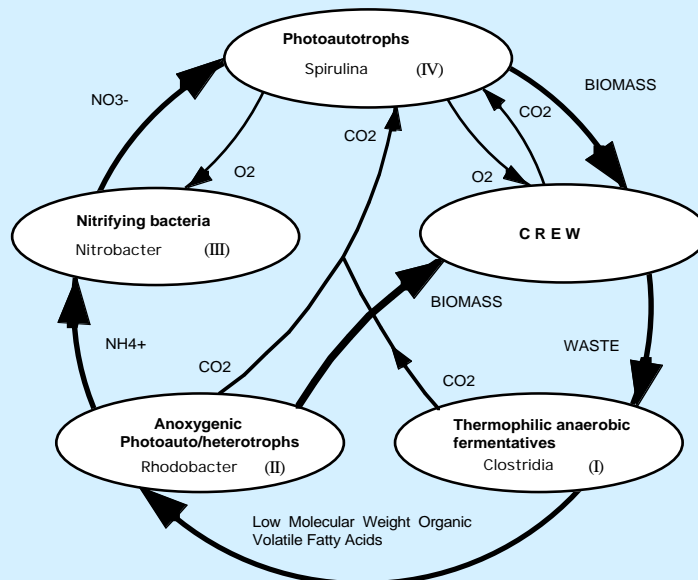 Photoautotrophs
Spirulina (IV)
NO3-
BIOMASS
CO2
CO2
O2
O2
Nitrifying bacteria
Nitrobacter (III)
C R E W
BIOMASS
NH4+
WASTE
CO2
CO2
Anoxygenic
Photoauto/heterotrophs
Rhodobacter (II)
Thermophilic anaerobic
fermentatives
Clostridia (I)
Low Molecular Weight Organic
Volatile Fatty Acids